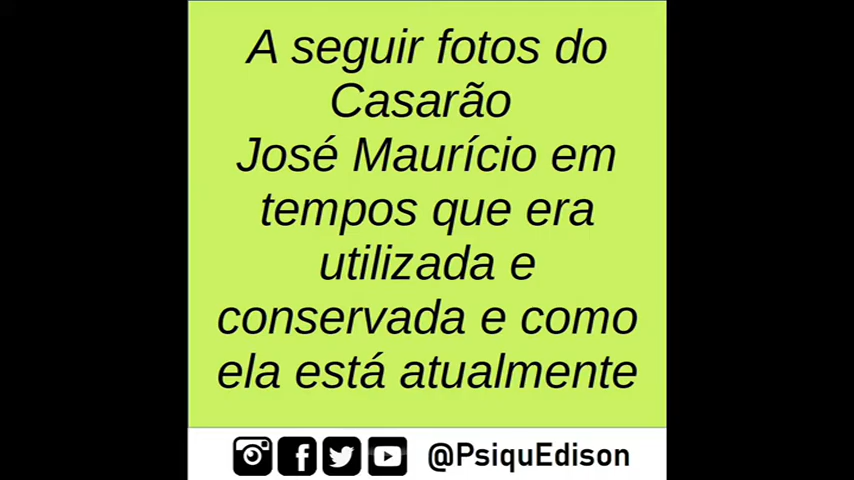 A seguir fotos do
Casarão
José Maurício em
tempos que era
utilizada e
conservada e como
ela está atualmente
@PsiquEdison